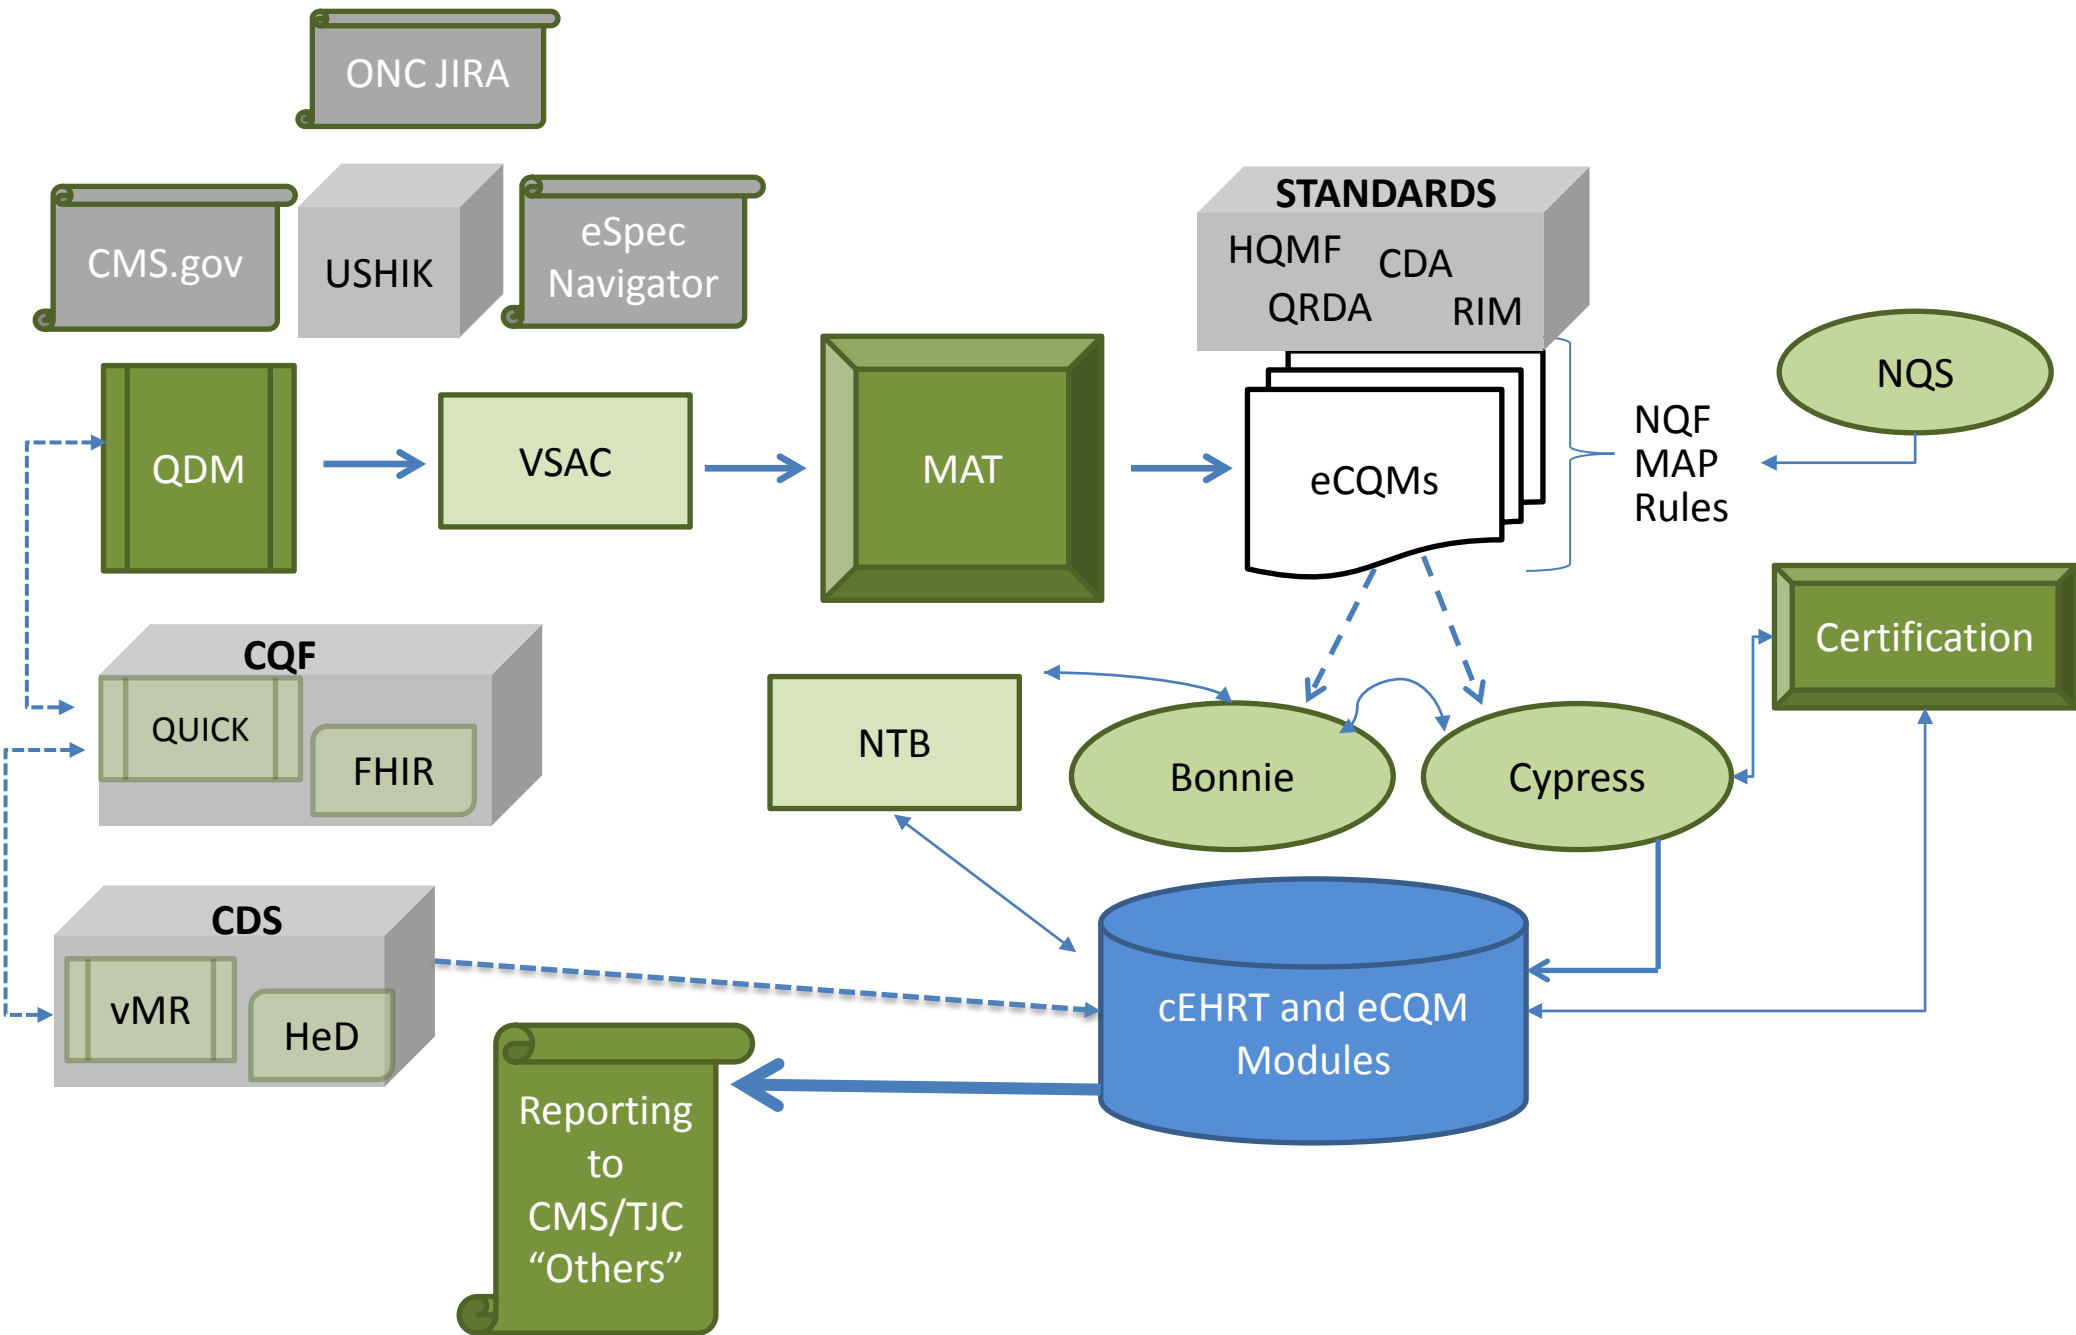 ONC JIRA
CMS.gov
USHIK
eSpec
Navigator
STANDARDS
HQMF
CDA
QRDA
RIM
NQS
QDM
VSAC
MAT
eCQMs
NQF
MAP
Rules
Certification
CQF
QUICK
FHIR
NTB
Bonnie
Cypress
CDS
vMR
HeD
cEHRT and eCQM
Modules
Reporting
to
CMS/TJC
“Others”